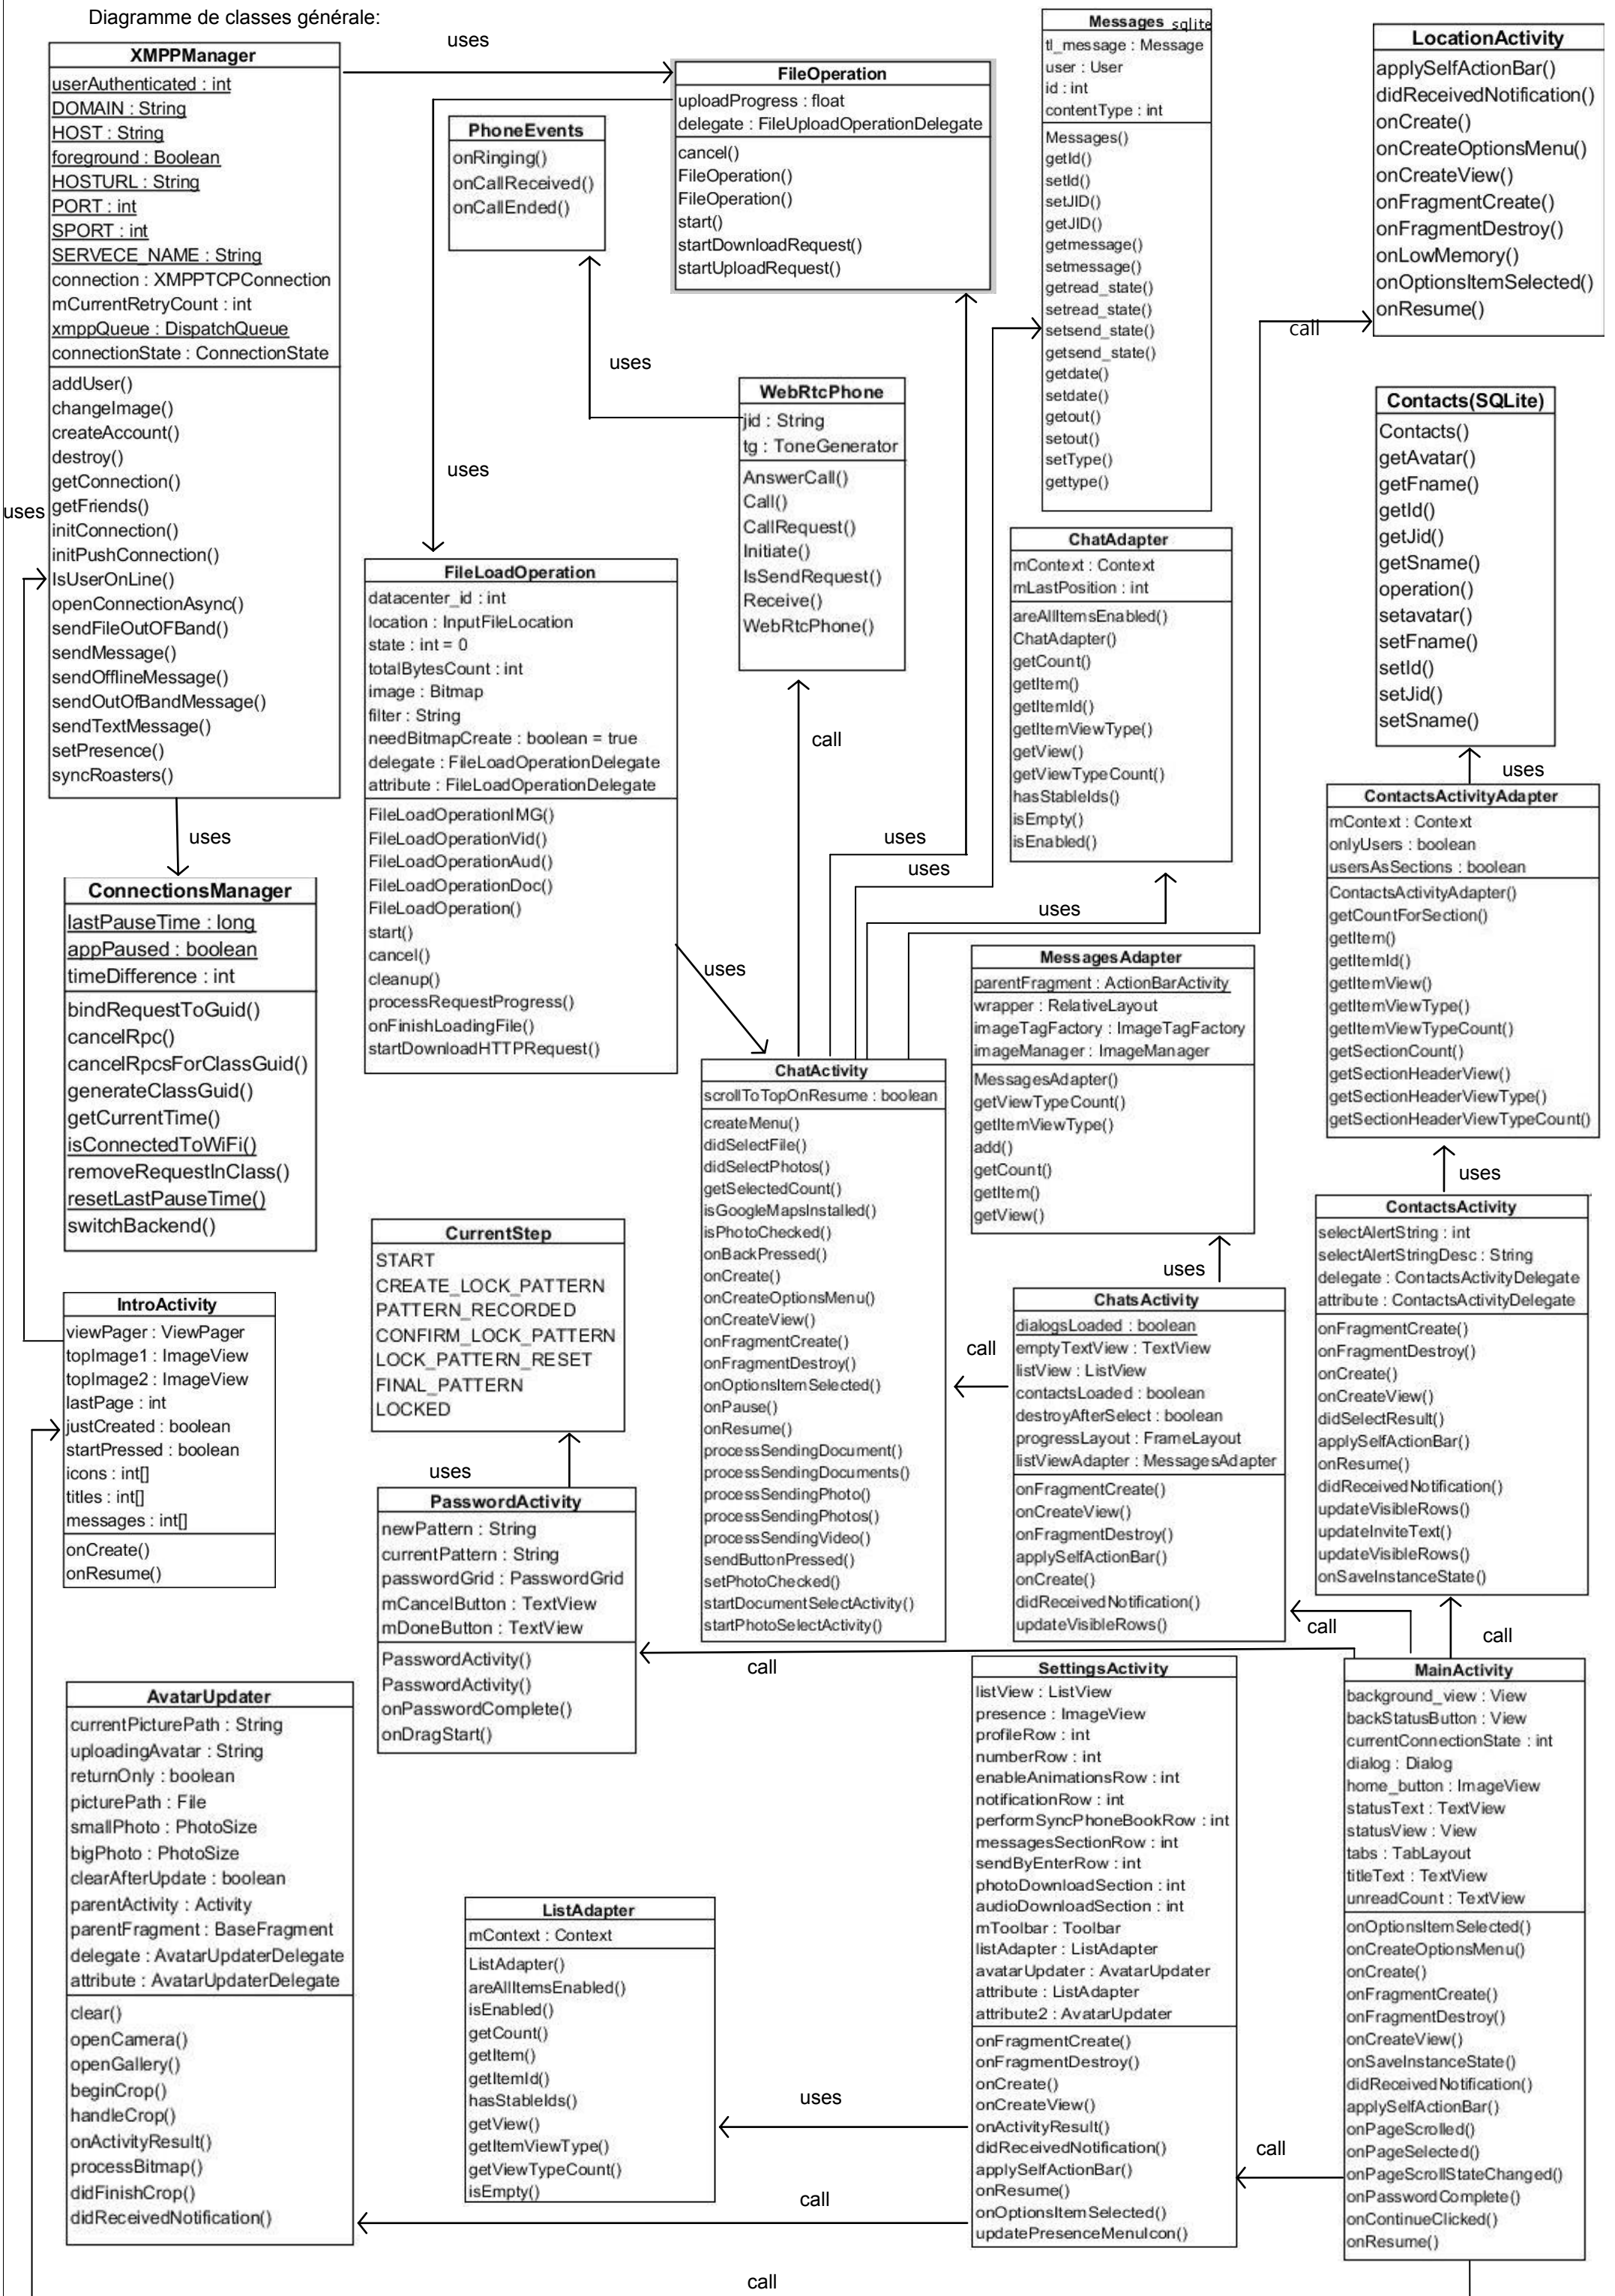 Diagramme de classes générale:
XMPPManager
userAuthenticated : int
DOMAIN : String
HOST : String
foreground : Boolean
HOSTURL : String
PORT : int
SPORT : int
SERVECE_NAME : String
connection : XMPPTCPConnection
mCurrentRetryCount : int
xmppQueue : DispatchQueue
connectionState : ConnectionState
addUser()
changeImage()
createAccount()
destroy()
getConnection()
getFriends()
initConnection()
initPushConnection()
IsUserOnLine()
openConnectionAsync()
sendFileOutOFBand()
sendMessage()
sendOfflineMessage()
sendOutOfBandMessage()
sendTextMessage()
setPresence()
syncRoasters()
uses
uses
FileOperation
uploadProgress : float
delegate : FileUploadOperationDelegate
cancel()
FileOperation()
FileOperation()
start()
startDownloadRequest()
startUploadRequest()
PhoneEvents
onRinging()
onCallReceived()
onCallEnded()
uses
uses
Messages sqlite
tl_message : Message
user : User
id : int
contentType : int
Messages()
getId()
setId()
setJID()
getJID()
getmessage()
setmessage()
getread_state()
setread_state()
setsend_state()
getsend_state()
getdate()
setdate()
getout()
setout()
setType()
gettype()
LocationActivity
applySelfActionBar()
didReceivedNotification()
onCreate()
onCreateOptionsMenu()
onCreateView()
onFragmentCreate()
onFragmentDestroy()
onLowMemory()
onOptionsItemSelected()
onResume()
call
WebRtcPhone
jid : String
tg : ToneGenerator
AnswerCall()
Call()
CallRequest()
Initiate()
IsSendRequest()
Receive()
WebRtcPhone()
call
Contacts(SQLite)
Contacts()
getAvatar()
getFname()
getId()
getJid()
getSname()
operation()
setavatar()
setFname()
setId()
setJid()
setSname()
uses
FileLoadOperation
datacenter_id : int
location : InputFileLocation
state : int = 0
totalBytesCount : int
image : Bitmap
filter : String
needBitmapCreate : boolean = true
delegate : FileLoadOperationDelegate
attribute : FileLoadOperationDelegate
FileLoadOperationIMG()
FileLoadOperationVid()
FileLoadOperationAud()
FileLoadOperationDoc()
FileLoadOperation()
start()
cancel()
cleanup()
processRequestProgress()
onFinishLoadingFile()
startDownloadHTTPRequest()
uses
ChatAdapter
mContext : Context
mLastPosition : int
areAllItemsEnabled()
ChatAdapter()
getCount()
getItem()
getItemId()
getItemViewType()
getView()
getViewTypeCount()
hasStableIds()
isEmpty()
isEnabled()
uses
uses
uses
uses
ConnectionsManager
lastPauseTime : long
appPaused : boolean
timeDifference : int
bindRequestToGuid()
cancelRpc()
cancelRpcsForClassGuid()
generateClassGuid()
getCurrentTime()
isConnectedToWiFi()
removeRequestInClass()
resetLastPauseTime()
switchBackend()
ContactsActivityAdapter
mContext : Context
onlyUsers : boolean
usersAsSections : boolean
ContactsActivityAdapter()
getCountForSection()
getItem()
getItemId()
getItemView()
getItemViewType()
getItemViewTypeCount()
getSectionCount()
getSectionHeaderView()
getSectionHeaderViewType()
getSectionHeaderViewTypeCount()
uses
MessagesAdapter
parentFragment : ActionBarActivity
wrapper : RelativeLayout
imageTagFactory : ImageTagFactory
imageManager : ImageManager
MessagesAdapter()
getViewTypeCount()
getItemViewType()
add()
getCount()
getItem()
getView()
uses
ChatActivity
scrollToTopOnResume : boolean
createMenu()
didSelectFile()
didSelectPhotos()
getSelectedCount()
isGoogleMapsInstalled()
isPhotoChecked()
onBackPressed()
onCreate()
onCreateOptionsMenu()
onCreateView()
onFragmentCreate()
onFragmentDestroy()
onOptionsItemSelected()
onPause()
onResume()
processSendingDocument()
processSendingDocuments()
processSendingPhoto()
processSendingPhotos()
processSendingVideo()
sendButtonPressed()
setPhotoChecked()
startDocumentSelectActivity()
startPhotoSelectActivity()
CurrentStep
START
CREATE_LOCK_PATTERN
PATTERN_RECORDED
CONFIRM_LOCK_PATTERN
LOCK_PATTERN_RESET
FINAL_PATTERN
LOCKED
uses
IntroActivity
viewPager : ViewPager
topImage1 : ImageView
topImage2 : ImageView
lastPage : int
justCreated : boolean
startPressed : boolean
icons : int[]
titles : int[]
messages : int[]
onCreate()
onResume()
ChatsActivity
dialogsLoaded : boolean
emptyTextView : TextView
listView : ListView
contactsLoaded : boolean
destroyAfterSelect : boolean
progressLayout : FrameLayout
listViewAdapter : MessagesAdapter
onFragmentCreate()
onCreateView()
onFragmentDestroy()
applySelfActionBar()
onCreate()
didReceivedNotification()
updateVisibleRows()
call
ContactsActivity
selectAlertString : int
selectAlertStringDesc : String
delegate : ContactsActivityDelegate
attribute : ContactsActivityDelegate
onFragmentCreate()
onFragmentDestroy()
onCreate()
onCreateView()
didSelectResult()
applySelfActionBar()
onResume()
didReceivedNotification()
updateVisibleRows()
updateInviteText()
updateVisibleRows()
onSaveInstanceState()
call
call
PasswordActivity
newPattern : String
currentPattern : String
passwordGrid : PasswordGrid
mCancelButton : TextView
mDoneButton : TextView
PasswordActivity()
PasswordActivity()
onPasswordComplete()
onDragStart()
call
AvatarUpdater
currentPicturePath : String
uploadingAvatar : String
returnOnly : boolean
picturePath : File
smallPhoto : PhotoSize
bigPhoto : PhotoSize
clearAfterUpdate : boolean
parentActivity : Activity
parentFragment : BaseFragment
delegate : AvatarUpdaterDelegate
attribute : AvatarUpdaterDelegate
clear()
openCamera()
openGallery()
beginCrop()
handleCrop()
onActivityResult()
processBitmap()
didFinishCrop()
didReceivedNotification()
ListAdapter
mContext : Context
ListAdapter()
areAllItemsEnabled()
isEnabled()
getCount()
getItem()
getItemId()
hasStableIds()
getView()
getItemViewType()
getViewTypeCount()
isEmpty()
uses
call
SettingsActivity
listView : ListView
presence : ImageView
profileRow : int
numberRow : int
enableAnimationsRow : int
notificationRow : int
performSyncPhoneBookRow : int
messagesSectionRow : int
sendByEnterRow : int
photoDownloadSection : int
audioDownloadSection : int
mToolbar : Toolbar
listAdapter : ListAdapter
avatarUpdater : AvatarUpdater
attribute : ListAdapter
attribute2 : AvatarUpdater
onFragmentCreate()
onFragmentDestroy()
onCreate()
onCreateView()
onActivityResult()
didReceivedNotification()
applySelfActionBar()
onResume()
onOptionsItemSelected()
updatePresenceMenuIcon()
call
MainActivity
background_view : View
backStatusButton : View
currentConnectionState : int
dialog : Dialog
home_button : ImageView
statusText : TextView
statusView : View
tabs : TabLayout
titleText : TextView
unreadCount : TextView
onOptionsItemSelected()
onCreateOptionsMenu()
onCreate()
onFragmentCreate()
onFragmentDestroy()
onCreateView()
onSaveInstanceState()
didReceivedNotification()
applySelfActionBar()
onPageScrolled()
onPageSelected()
onPageScrollStateChanged()
onPasswordComplete()
onContinueClicked()
onResume()
call